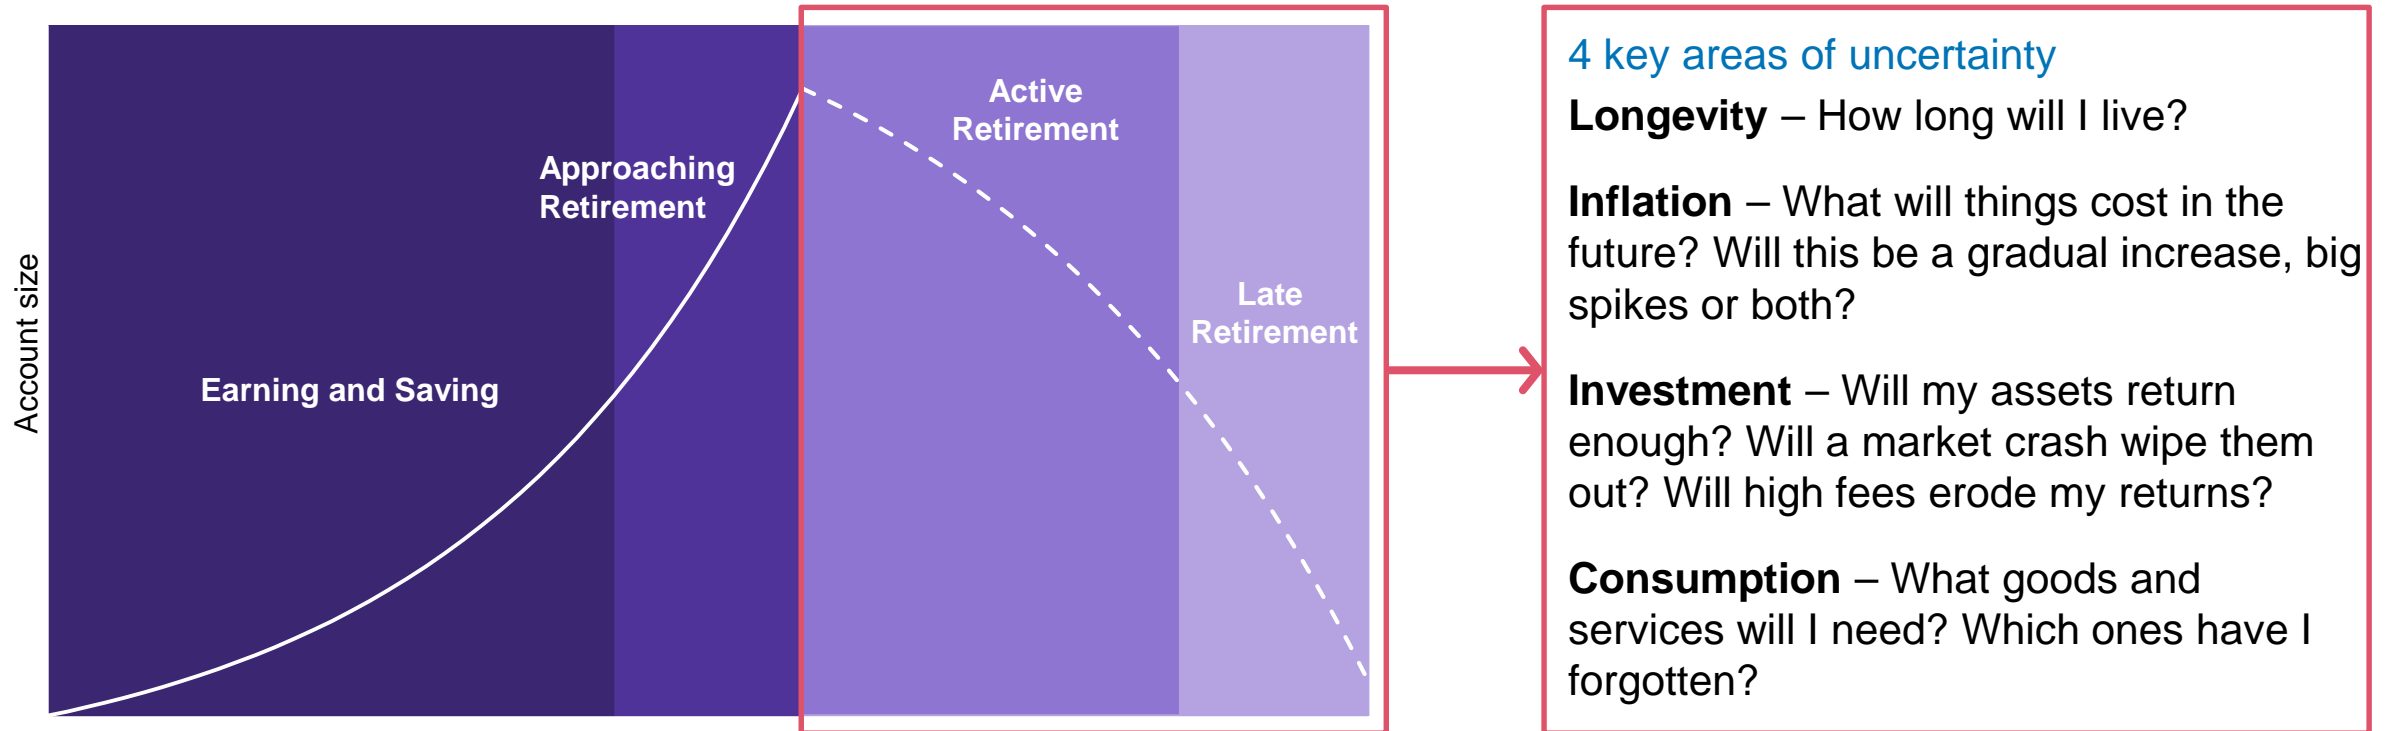 Account size
Earning and Saving
Approaching
Retirement
Active
Retirement
Late
Retirement
4 key areas of uncertainty
Longevity – How long will I live?
Inflation – What will things cost in the
future? Will this be a gradual increase, big
spikes or both?
Investment – Will my assets return
enough? Will a market crash wipe them
out? Will high fees erode my returns?
Consumption – What goods and
services will I need? Which ones have I
forgotten?